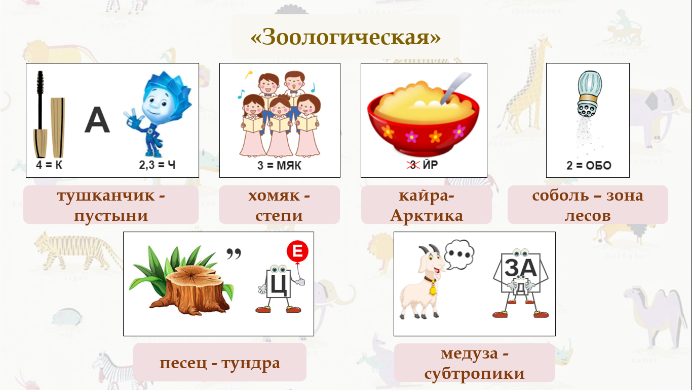 «Зоологическая»
А
4 = К
2,3 = Ч
3 = МЯК
3 ЙР
2 = ОБО
тушканчик -
пустыни
хомяк -
степи
кайра-
Арктика
соболь – зона
лесов
”
Е
Ц
...
ЗА
Д
песец - тундра
медуза -
субтропики